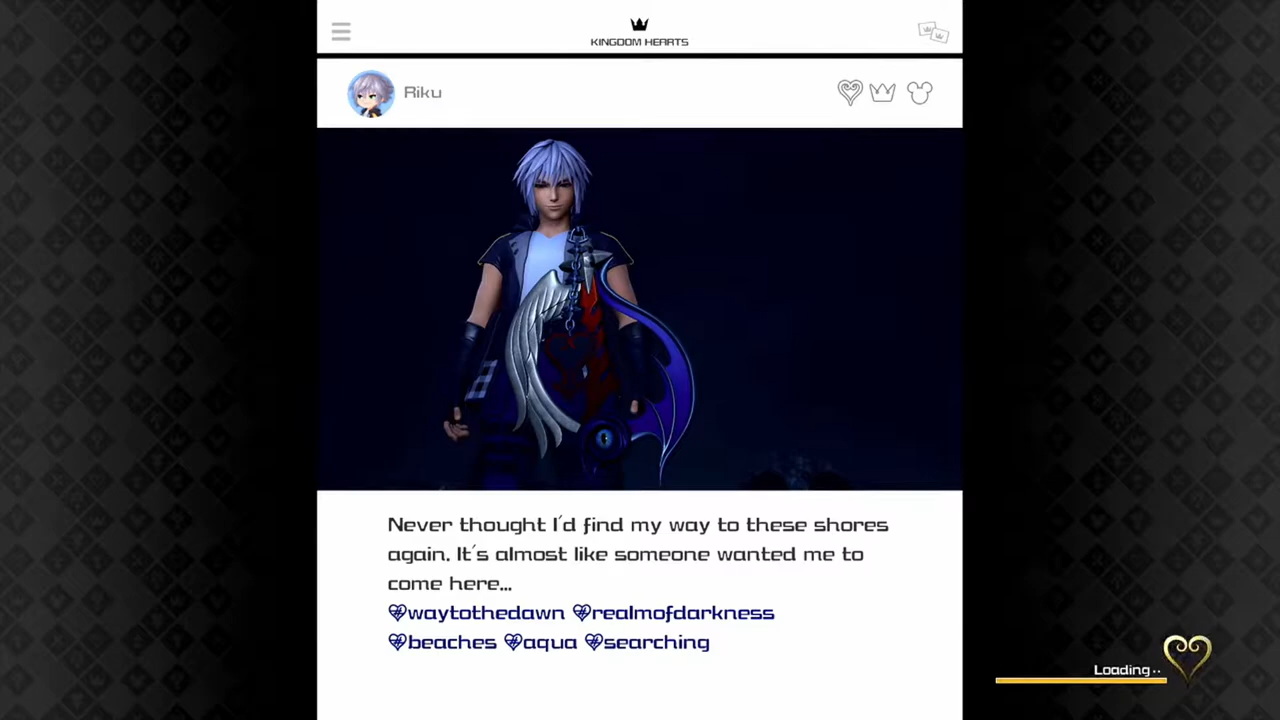 KINGDOM HEARTS
Riku
Never thought I'd find my way to these shores
again. It's almost like someone wanted me to
come here...
#waytothedawn #realmofdarkness
#beaches #aqua #searching
Loading..